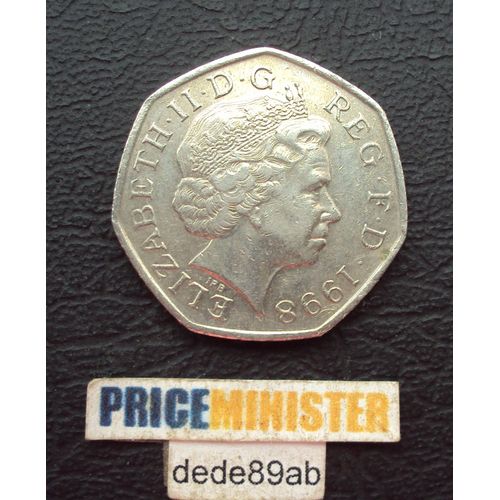 ELIZABETH·II·D·G REG·F·D·1998
IRB
PRICEMINISTER
dede89ab